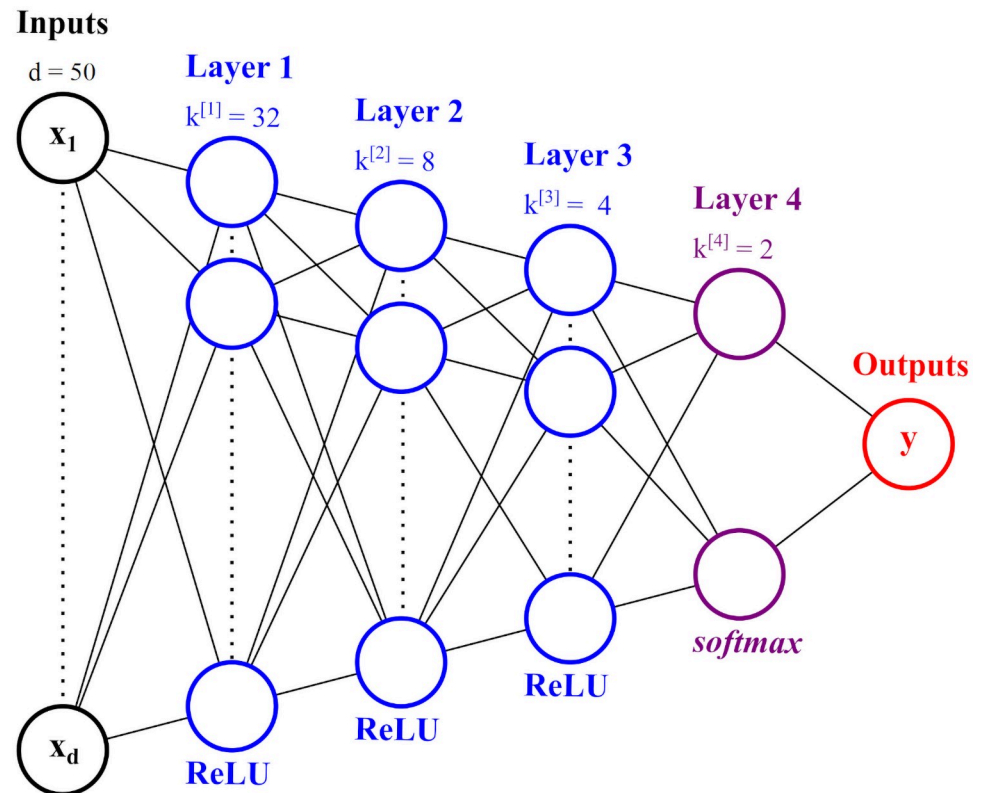 Inputs
d = 50
x₁
x_d
Layer 1
k^[1] = 32
ReLU
Layer 2
k^[2] = 8
ReLU
Layer 3
k^[3] = 4
ReLU
Layer 4
k^[4] = 2
softmax
Outputs
y